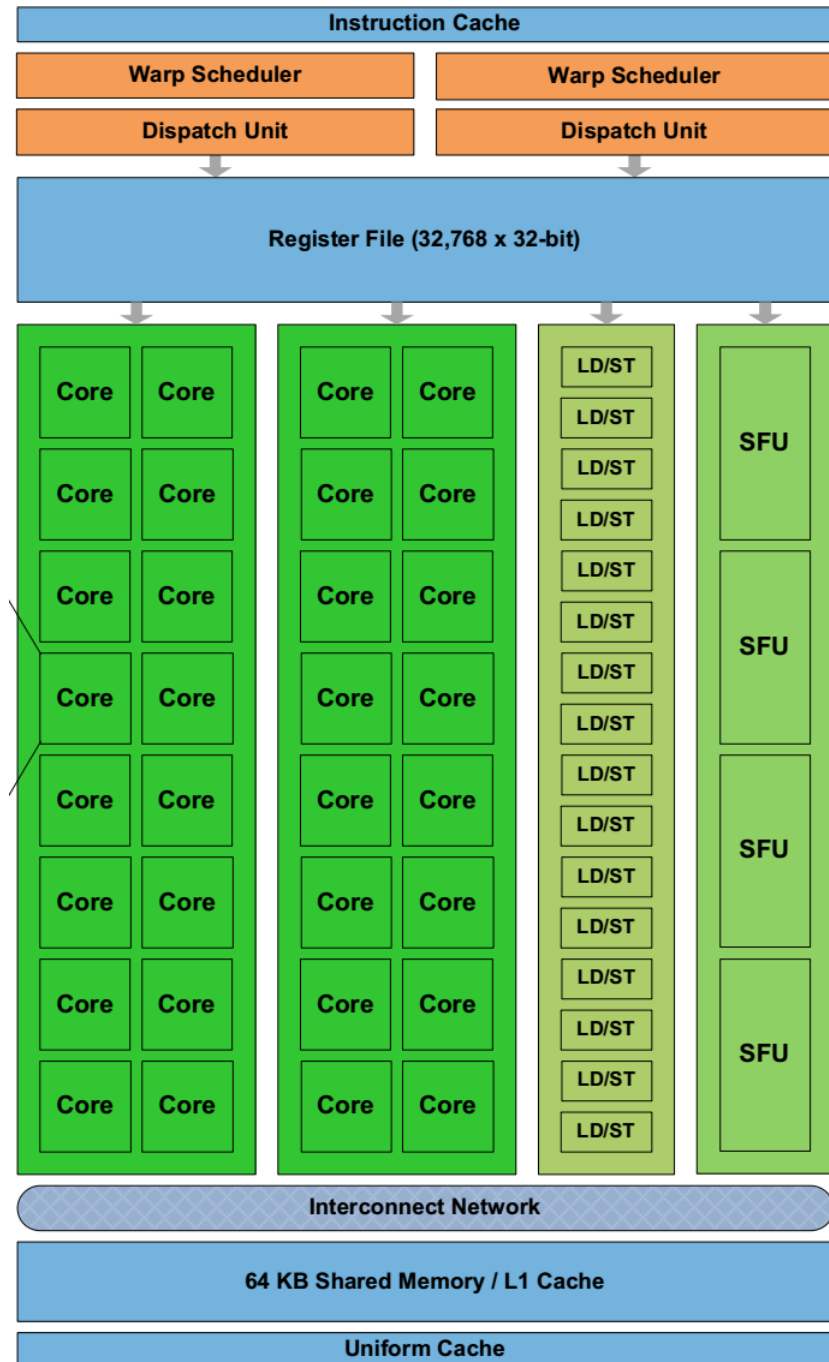 Instruction Cache
Warp Scheduler Warp Scheduler
Dispatch Unit Dispatch Unit
Register File (32,768 x 32-bit)
Core Core Core Core LD/ST SFU
LD/ST
Core Core Core Core LD/ST
LD/ST
Core Core Core Core LD/ST SFU
LD/ST
Core Core Core Core LD/ST
LD/ST
Core Core Core Core LD/ST SFU
LD/ST
Core Core Core Core LD/ST
LD/ST
Core Core Core Core LD/ST SFU
LD/ST
Core Core Core Core LD/ST
LD/ST
Interconnect Network
64 KB Shared Memory / L1 Cache
Uniform Cache